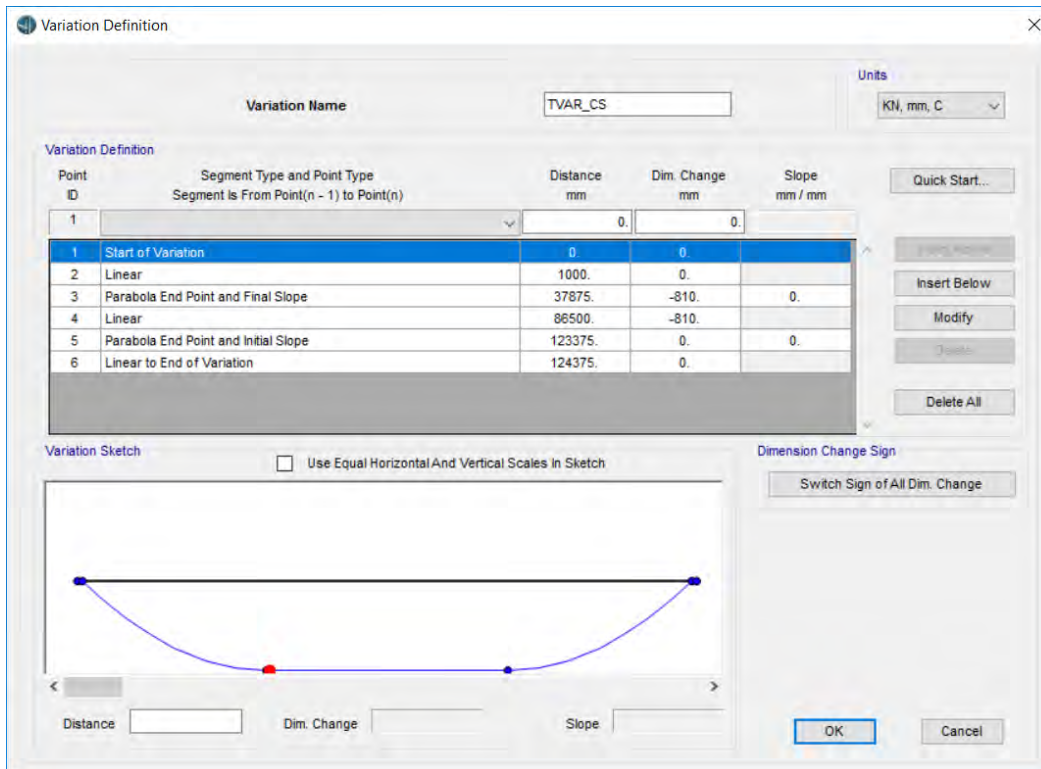 Variation Definition
Units
Variation Name TVAR_CS KN, mm, C
Variation Definition
Point Segment Type and Point Type Distance Dim. Change Slope
ID Segment Is From Point(n - 1) to Point(n) mm mm mm / mm
Quick Start...
1 0. 0.
1 Start of Variation 0. 0.
2 Linear 1000. 0.
Insert Below
3 Parabola End Point and Final Slope 37875. -810. 0.
4 Linear 86500. -810.
Modify
5 Parabola End Point and Initial Slope 123375. 0. 0.
6 Linear to End of Variation 124375. 0.
Delete
Delete All
Variation Sketch
Use Equal Horizontal And Vertical Scales In Sketch
Dimension Change Sign
Switch Sign of All Dim. Change
Distance Dim. Change Slope
OK Cancel